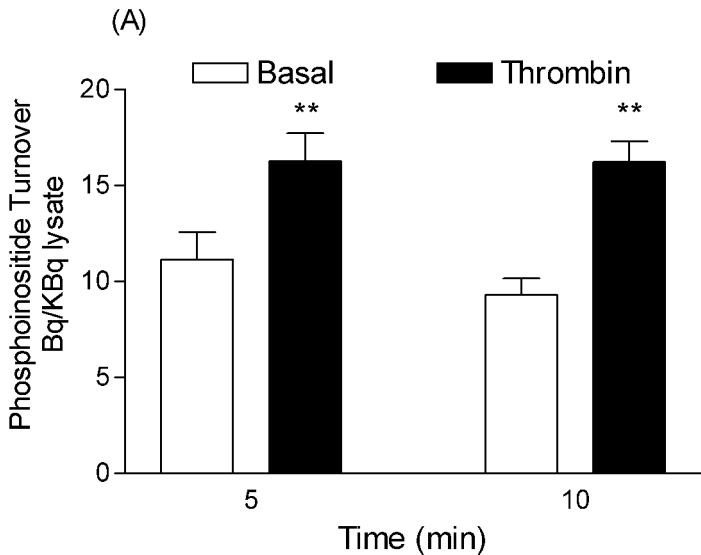 (A)
Basal
Thrombin
20
**
**
15
10
5
0
Phosphoinositide Turnover
Bq/KBq lysate
5
10
Time (min)